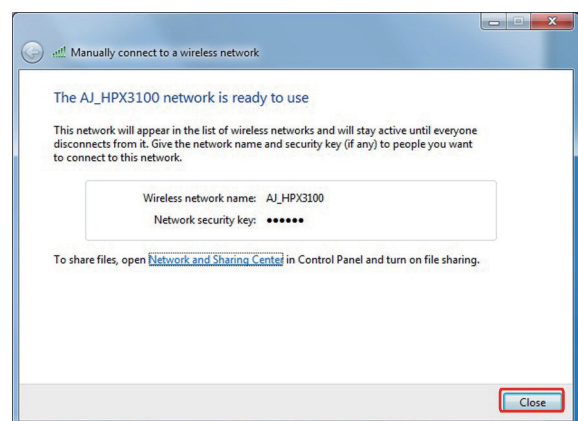 Manually connect to a wireless network
The AJ_HPX3100 network is ready to use
This network will appear in the list of wireless networks and will stay active until everyone
disconnects from it. Give the network name and security key (if any) to people you want
to connect to this network.
Wireless network name: AJ_HPX3100
Network security key: ●●●●●●
To share files, open Network and Sharing Center in Control Panel and turn on file sharing.
Close